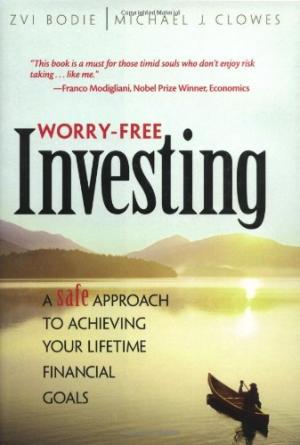 ZVI BODIE | MICHAEL J. CLOWES
"This book is a must for those timid souls who don't enjoy risk
taking . . . like me."
—Franco Modigliani, Nobel Prize Winner, Economics
WORRY-FREE
Investing
A safe APPROACH
TO ACHIEVING
YOUR LIFETIME
FINANCIAL
GOALS